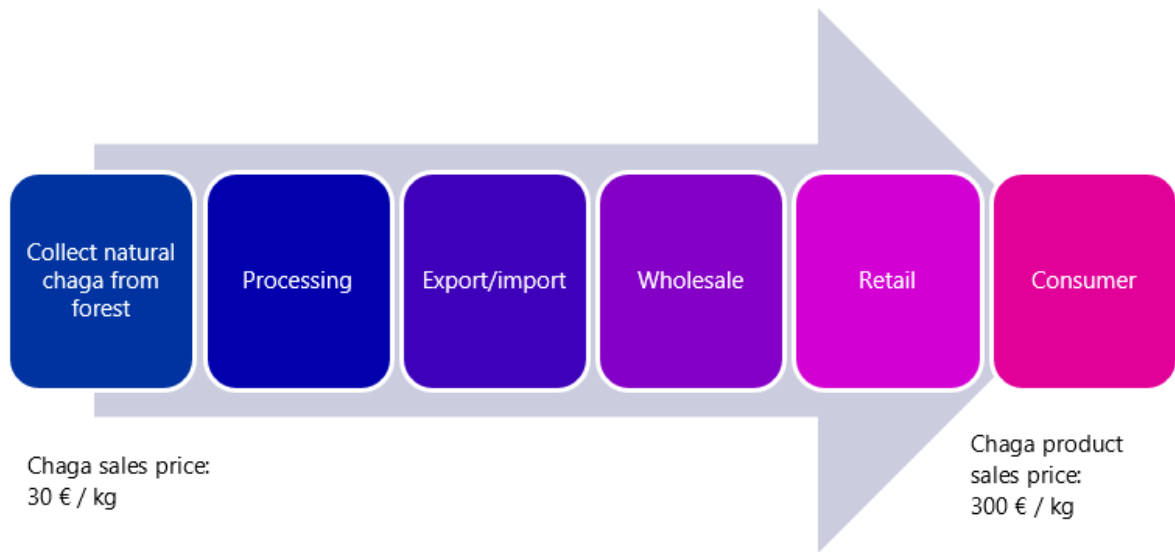 Collect natural
chaga from
forest
Processing
Export/import
Wholesale
Retail
Consumer
Chaga sales price:
30 € / kg
Chaga product
sales price:
300 € / kg